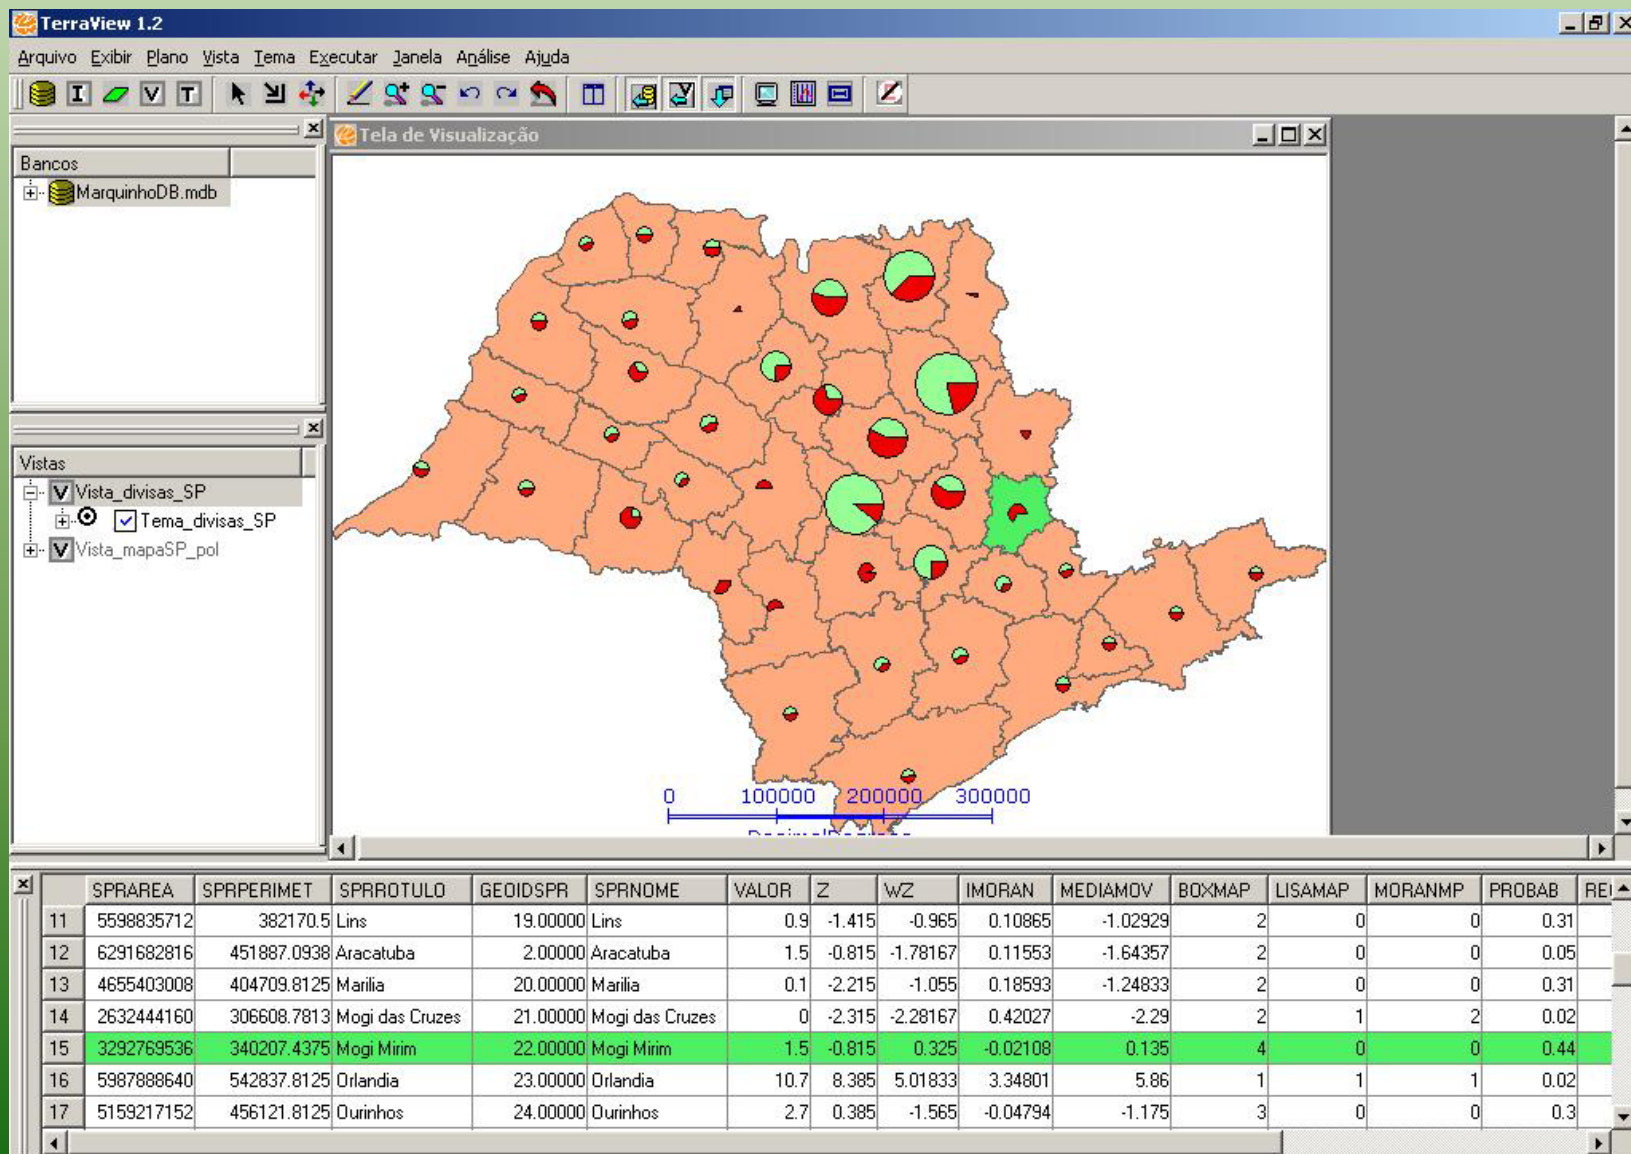 TerraView 1.2
Arquivo Exibir Plano Vista Tema Executar Janela Análise Ajuda
I V T
Bancos
MarquinhoDB.mdb
Tela de Visualização
Vistas
V Vista_divisas_SP
Tema_divisas_SP
V Vista_mapaSP_pol
0 100000 200000 300000
SPRAREA SPRPERIMET SPRROTULO GEOIDSPR SPRNOME VALOR Z WZ IMORAN MEDIAMOV BOXMAP LISAMAP MORANMP PROBAB
11 5598835712 382170.5 Lins 19.00000 Lins 0.9 -1.415 -0.965 0.10865 -1.02929 2 0 0 0.31
12 6291682816 451887.0938 Aracatuba 2.00000 Aracatuba 1.5 -0.815 -1.78167 0.11553 -1.64357 2 0 0 0.05
13 4655403008 404709.8125 Marilia 20.00000 Marilia 0.1 -2.215 -1.055 0.18593 -1.24833 2 0 0 0.31
14 2632444160 306608.7813 Mogi das Cruzes 21.00000 Mogi das Cruzes 0 -2.315 -2.28167 0.42027 -2.29 2 1 2 0.02
15 3292769536 340207.4375 Mogi Mirim 22.00000 Mogi Mirim 1.5 -0.815 0.325 -0.02108 0.135 4 0 0 0.44
16 5987888640 542837.8125 Orlandia 23.00000 Orlandia 10.7 8.385 5.01833 3.34801 5.86 1 1 1 0.02
17 5159217152 456121.8125 Ourinhos 24.00000 Ourinhos 2.7 0.385 -1.565 -0.04794 -1.175 3 0 0 0.3